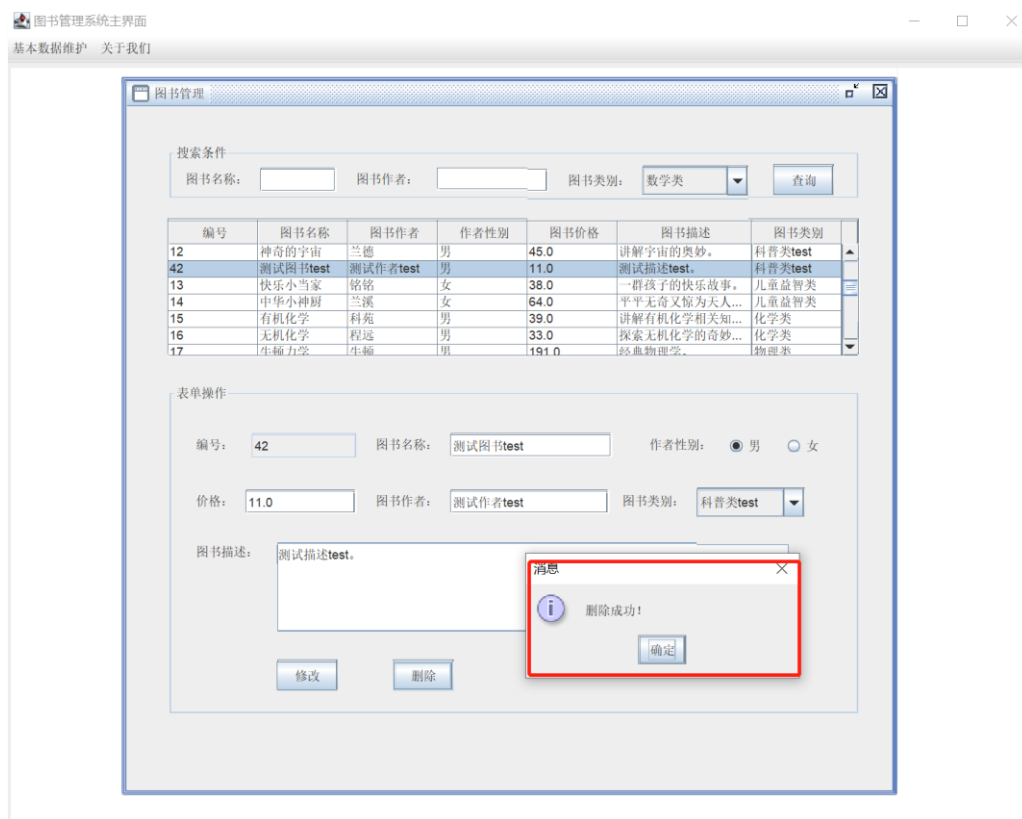 图书管理系统主界面
基本数据维护 关于我们
图书管理
搜索条件
图书名称: 图书作者: 图书类别: 数学类 查询
编号 图书名称 图书作者 作者性别 图书价格 图书描述 图书类别
12 神奇的宇宙 兰德 男 45.0 讲解宇宙的奥妙。 科普类test
42 测试图书test 测试作者test 男 11.0 测试描述test。 科普类test
13 快乐小当家 铭铭 女 38.0 一群孩子的快乐故事。 儿童益智类
14 中华小神厨 兰溪 女 64.0 平平无奇又惊为天人... 儿童益智类
15 有机化学 科苑 男 39.0 讲解有机化学相关知... 化学类
16 无机化学 程远 男 33.0 探索无机化学的奇妙... 化学类
17 牛顿力学 牛顿 男 191.0 经典物理学。 物理类
表单操作
编号: 42 图书名称: 测试图书test 作者性别: 男 女
价格: 11.0 图书作者: 测试作者test 图书类别: 科普类test
图书描述: 测试描述test。
消息
删除成功!
确定
修改 删除